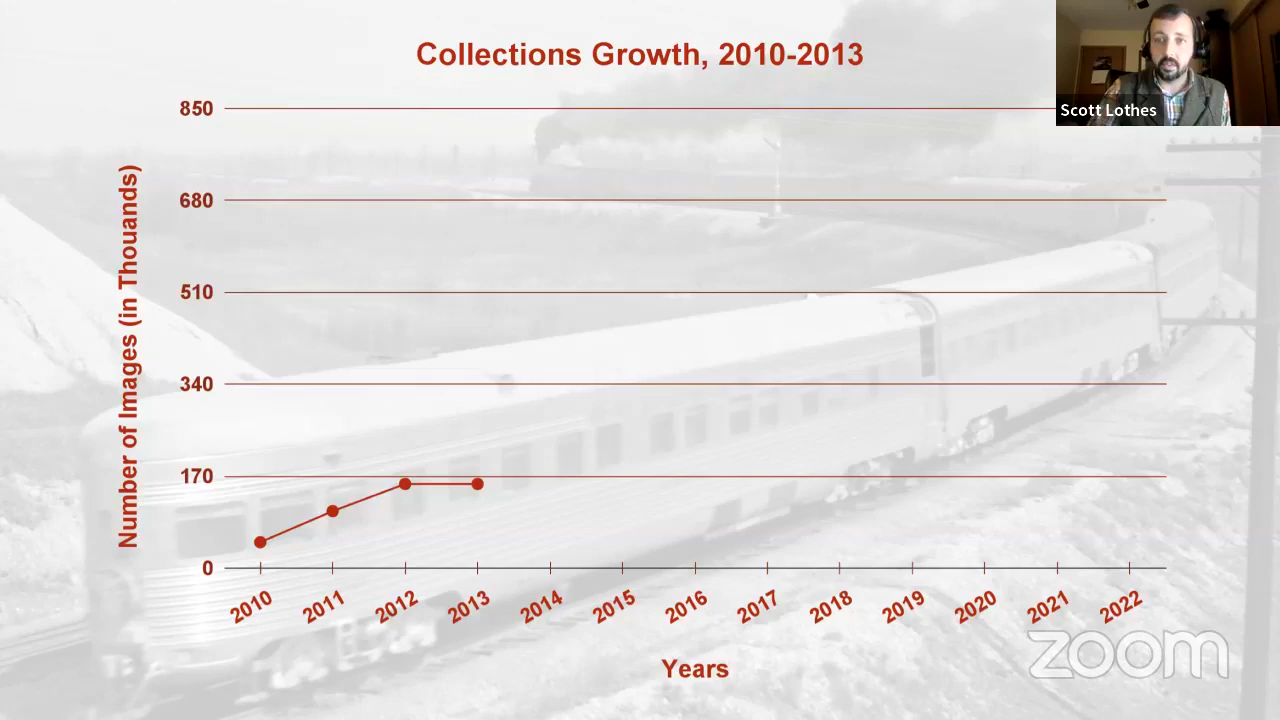 Collections Growth, 2010-2013
Scott Lothes
Number of Images (in Thouands)
850
680
510
340
170
0
2010 2011 2012 2013 2014 2015 2016 2017 2018 2019 2020 2021 2022
Years
zoom